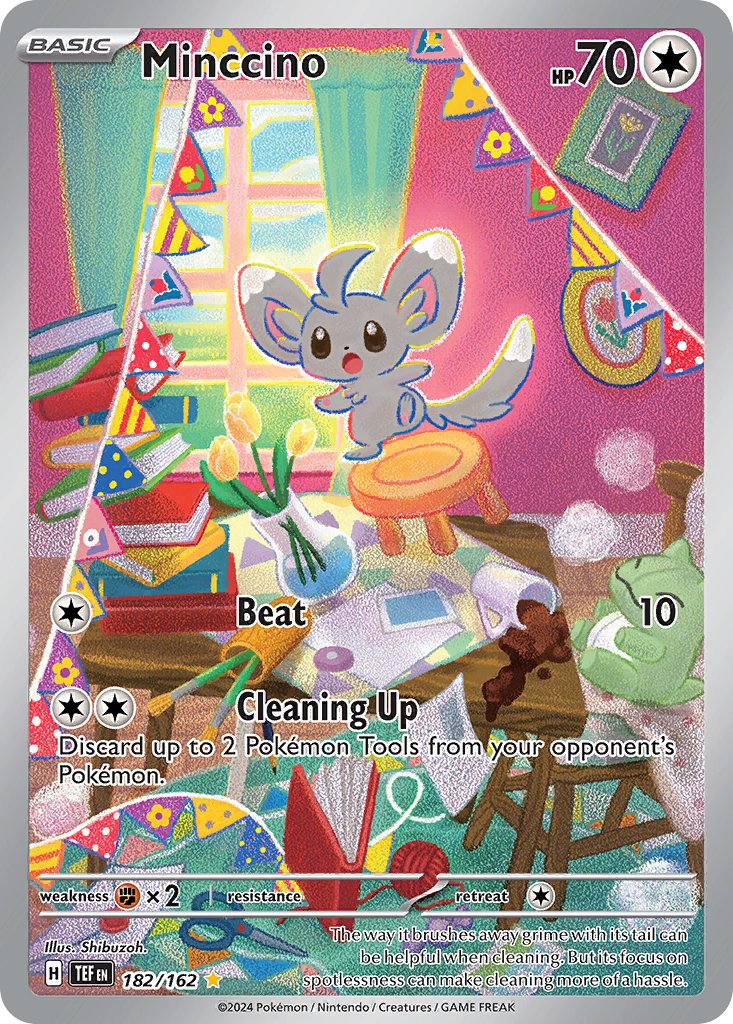 BASIC
Minccino
HP 70
Beat 10
Cleaning Up
Discard up to 2 Pokémon Tools from your opponent's
Pokémon.
weakness ×2 resistance retreat
Illus. Shibuzoh.
The way it brushes away grime with its tail can
be helpful when cleaning. But its focus on
spotlessness can make cleaning more of a hassle.
H TEF EN 182/162
©2024 Pokémon / Nintendo / Creatures / GAME FREAK